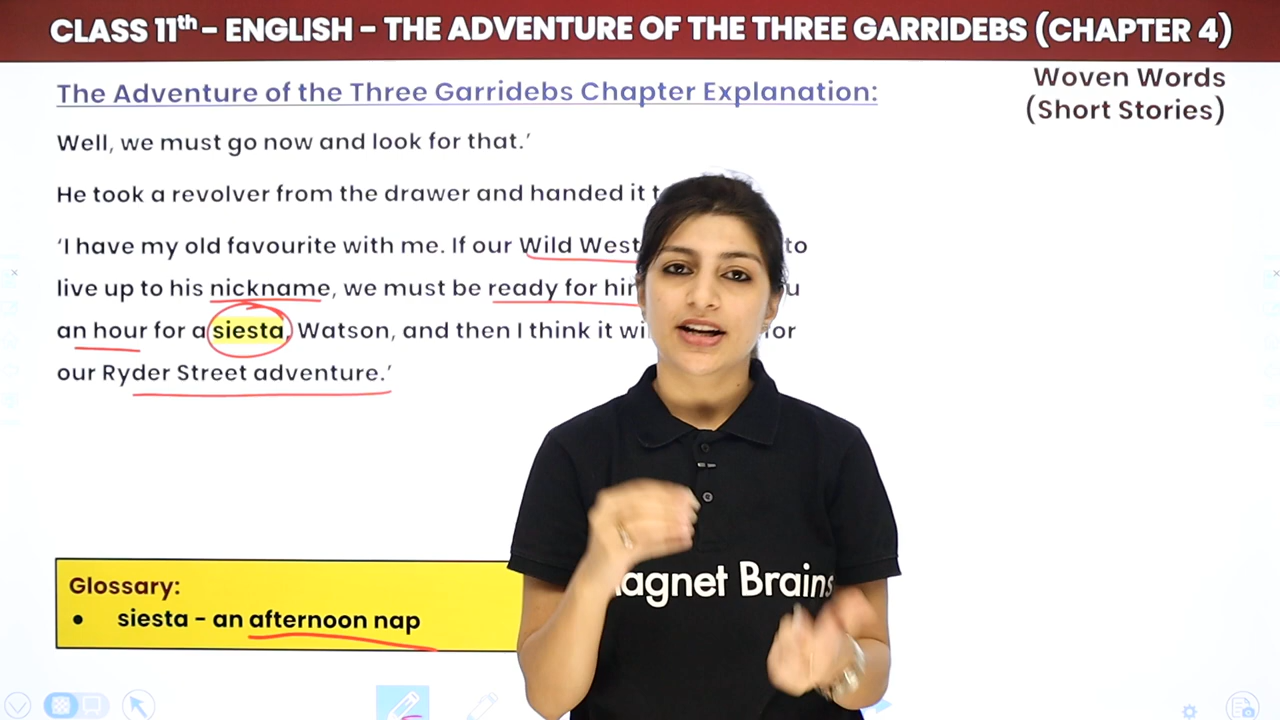 CLASS 11th – ENGLISH – THE ADVENTURE OF THE THREE GARRIDEBS (CHAPTER 4)
The Adventure of the Three Garridebs Chapter Explanation:
Woven Words
(Short Stories)
Well, we must go now and look for that.’
He took a revolver from the drawer and handed it
‘I have my old favourite with me. If our Wild West to
live up to his nickname, we must be ready for
an hour for a siesta, Watson, and then I think it for
our Ryder Street adventure.’
Glossary:
• siesta – an afternoon nap
Brains